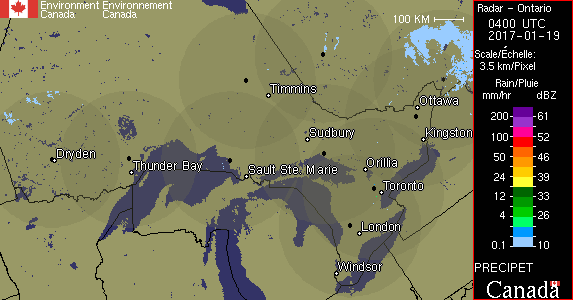 Environment Environnement
Canada Canada
100 KM
Timmins
Ottawa
Sudbury
Kingston
Dryden
Thunder Bay
Sault Ste. Marie
Orillia
Toronto
London
Windsor
Radar - Ontario
0400 UTC
2017-01-19
Scale/Échelle:
3.5 km/Pixel
Rain/Pluie
mm/hr dBZ
200 61
100 52
50 46
24 39
12 33
4 26
1 20
0.1 10
PRECIPET
Canada